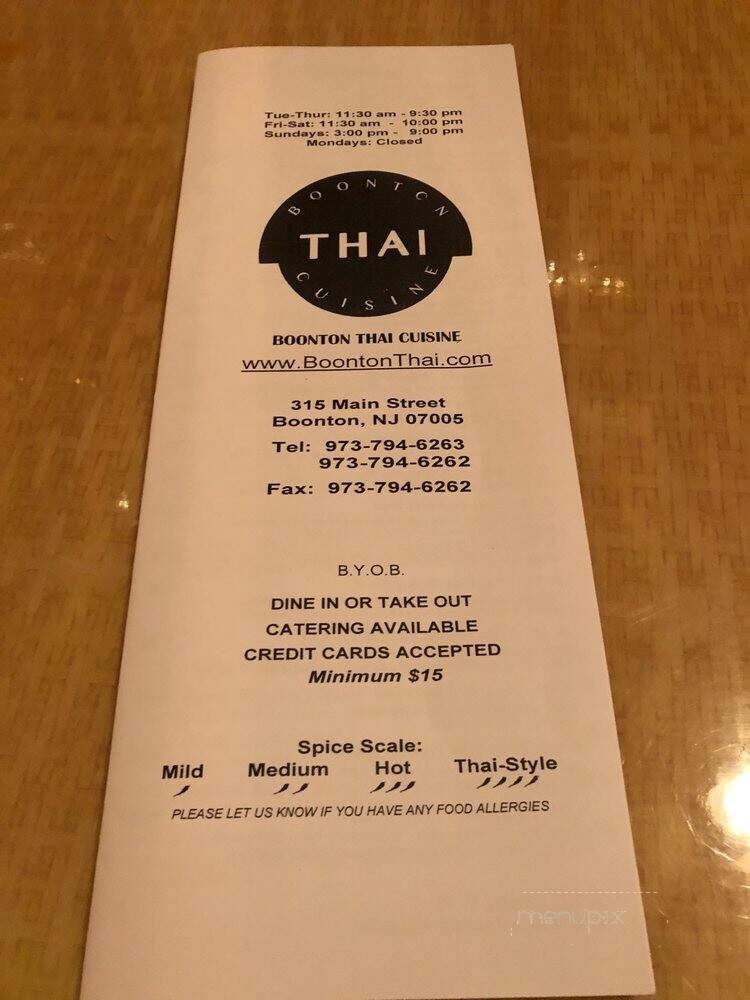 Tue-Thur: 11:30 am - 9:30 pm
Fri-Sat: 11:30 am - 10:00 pm
Sundays: 3:00 pm - 9:00 pm
Mondays: Closed
BOONTON
THAI
CUISINE
BOONTON THAI CUISINE
www.BoontonThai.com
315 Main Street
Boonton, NJ 07005
Tel: 973-794-6263
973-794-6262
Fax: 973-794-6262
B.Y.O.B.
DINE IN OR TAKE OUT
CATERING AVAILABLE
CREDIT CARDS ACCEPTED
Minimum $15
Spice Scale:
Mild Medium Hot Thai-Style
PLEASE LET US KNOW IF YOU HAVE ANY FOOD ALLERGIES
menupix